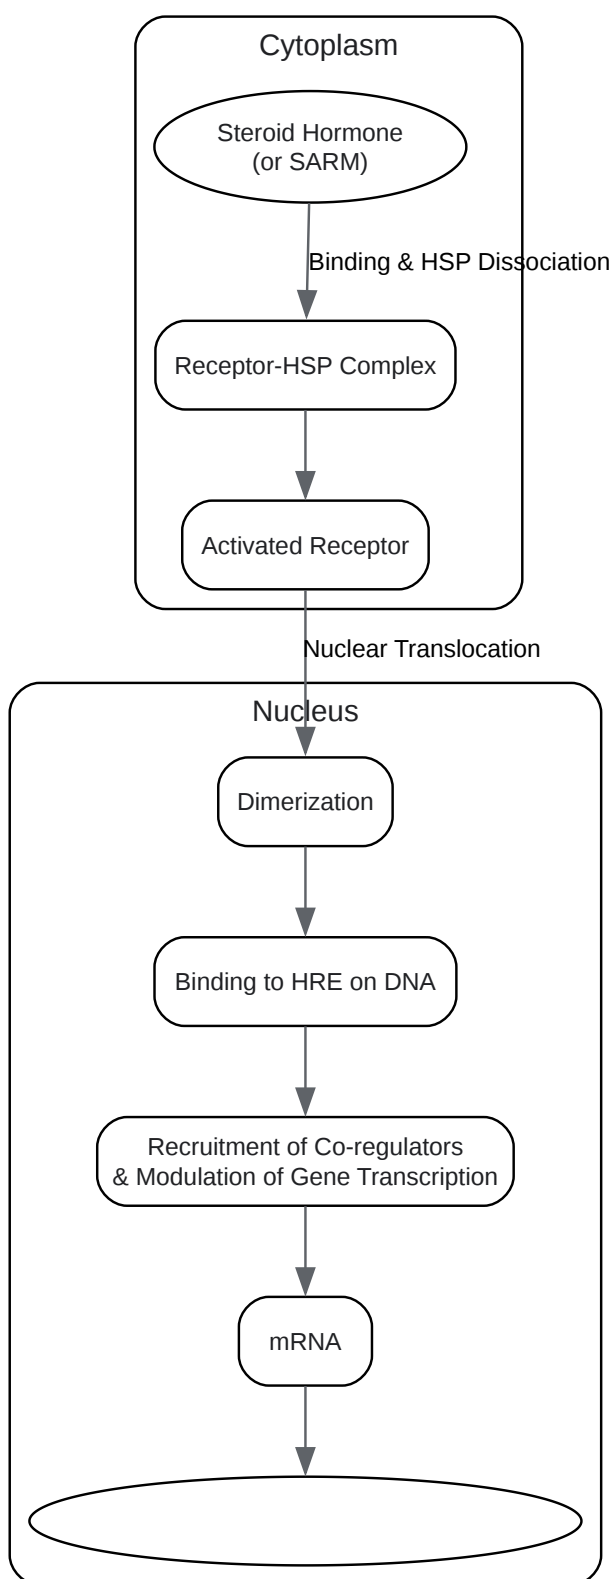 Cytoplasm
Steroid Hormone
(or SARM)
Binding & HSP Dissociation
Receptor-HSP Complex
Activated Receptor
Nuclear Translocation
Nucleus
Dimerization
Binding to HRE on DNA
Recruitment of Co-regulators
& Modulation of Gene Transcription
mRNA